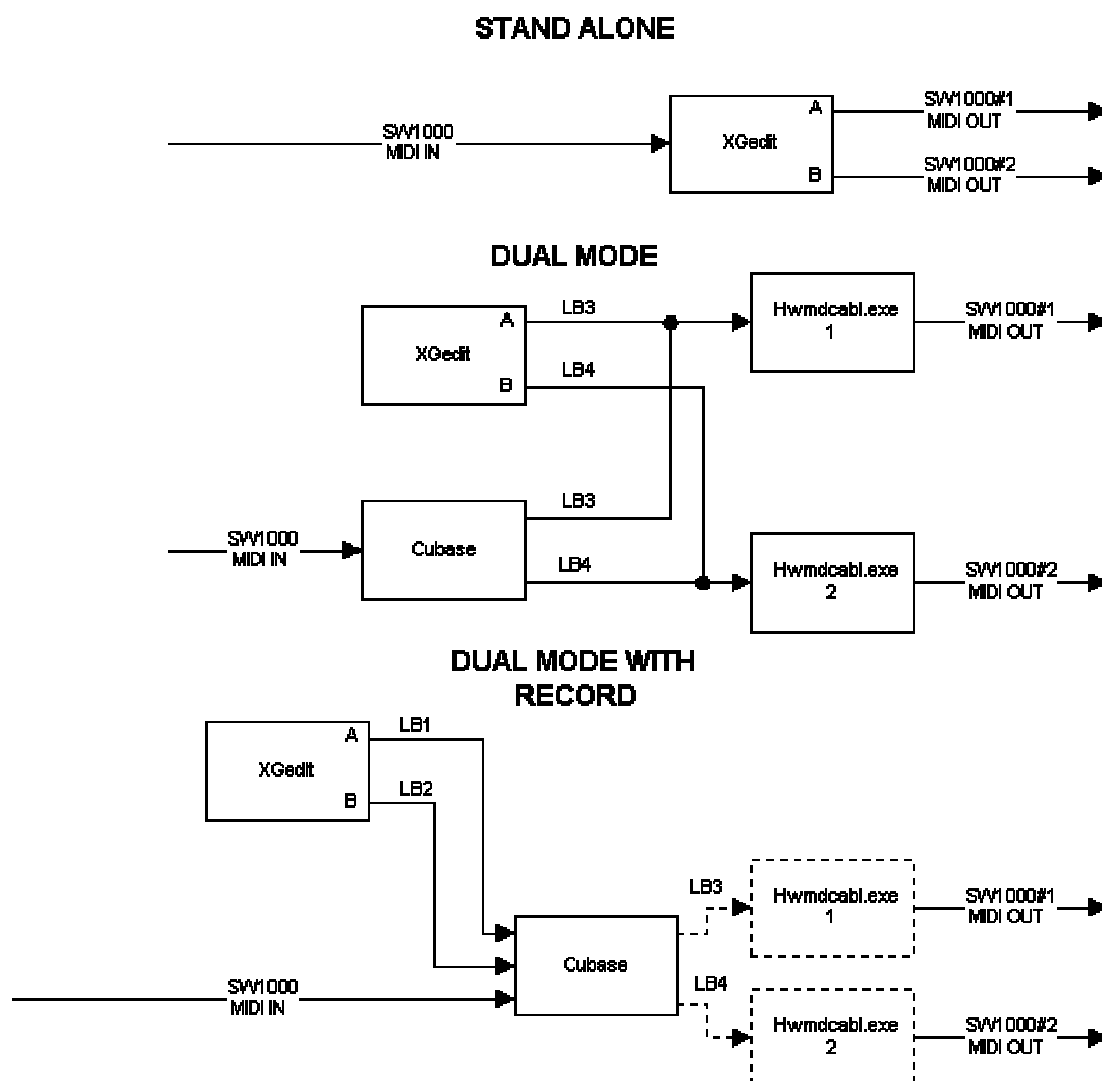 STAND ALONE
SW1000
MIDI IN
XGedit
A
B
SW1000#1
MIDI OUT
SW1000#2
MIDI OUT
DUAL MODE
XGedit
A
B
LB3
LB4
Hwmdcabl.exe
1
SW1000#1
MIDI OUT
SW1000
MIDI IN
Cubase
LB3
LB4
Hwmdcabl.exe
2
SW1000#2
MIDI OUT
DUAL MODE WITH
RECORD
XGedit
A
B
LB1
LB2
SW1000
MIDI IN
Cubase
LB3
LB4
Hwmdcabl.exe
1
SW1000#1
MIDI OUT
Hwmdcabl.exe
2
SW1000#2
MIDI OUT